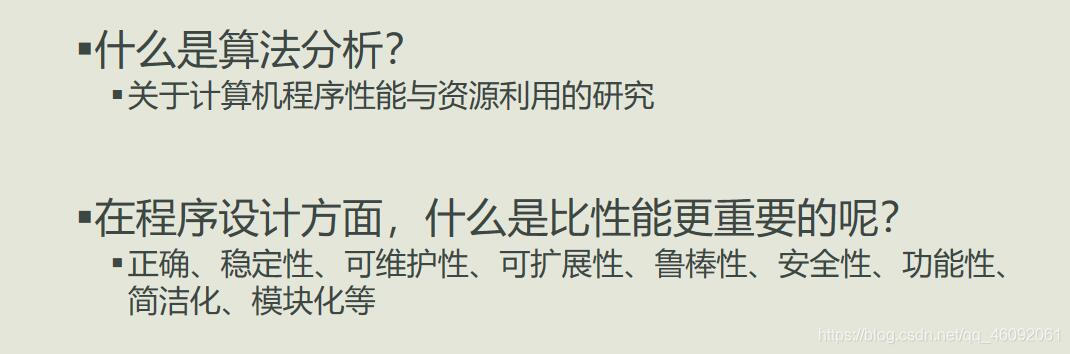 ▪什么是算法分析？
▪关于计算机程序性能与资源利用的研究
▪在程序设计方面，什么是比性能更重要的呢？
▪正确、稳定性、可维护性、可扩展性、鲁棒性、安全性、功能性、
简洁化、模块化等
https://blog.csdn.net/qq_46092061